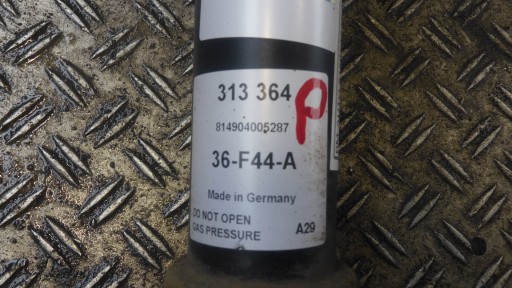 313 364
P
814904005287
36-F44-A
Made in Germany
DO NOT OPEN
GAS PRESSURE
A29